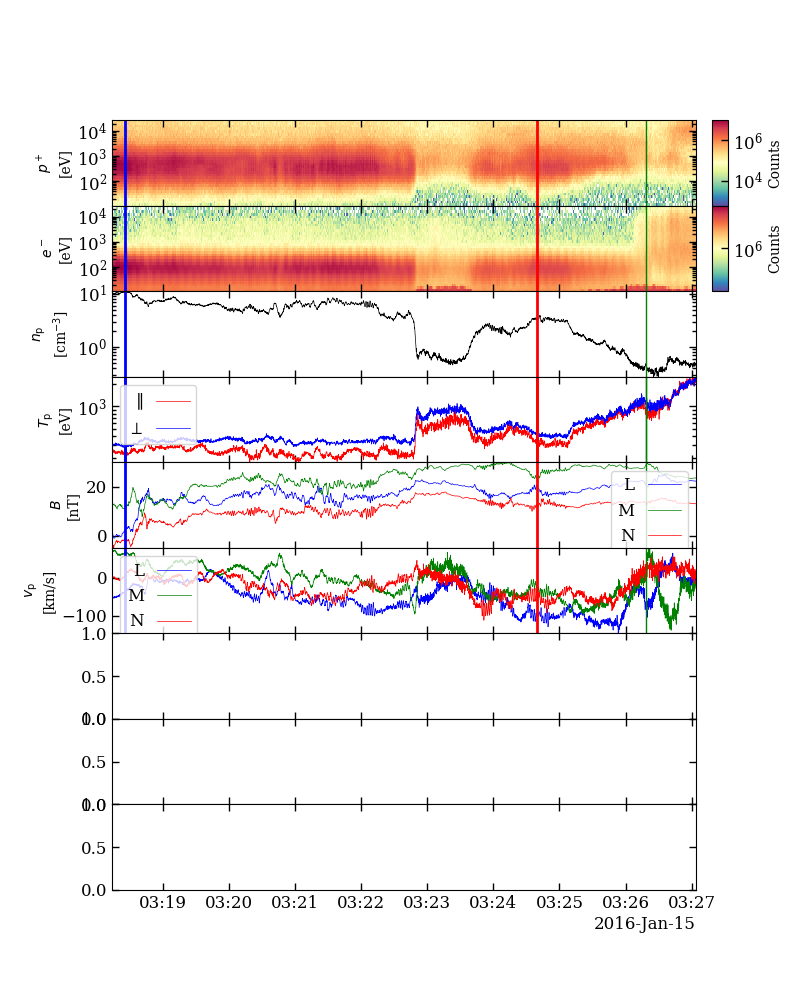 10⁴
10³
10²
p⁺
[eV]
10⁶
10⁴
Counts
10⁴
10³
10²
e⁻
[eV]
10⁶
Counts
10¹
10⁰
nₚ
[cm⁻³]
10³
Tₚ
[eV]
∥
⊥
20
0
B
[nT]
L
M
N
0
−100
vₚ
[km/s]
L
M
N
1.0
0.5
0.0
1.0
0.5
0.0
1.0
0.5
0.0
03:19 03:20 03:21 03:22 03:23 03:24 03:25 03:26 03:27
2016-Jan-15